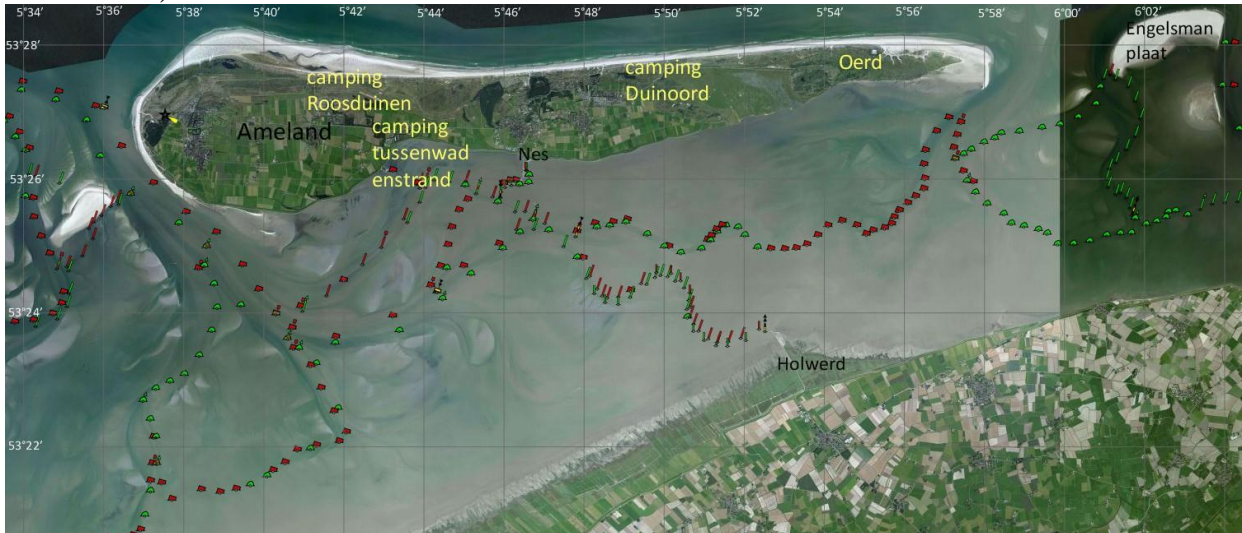 5°34'
5°36'
5°38'
5°40'
5°42'
5°44'
5°46'
5°48'
5°50'
5°52'
5°54'
5°56'
5°58'
6°00'
6°02'
53°28'
Engelsman
plaat
Oerd
camping
Duinoord
camping
Roosduinen
Ameland
camping
tussenwad
enstrand
Nes
53°26'
53°24'
Holwerd
53°22'